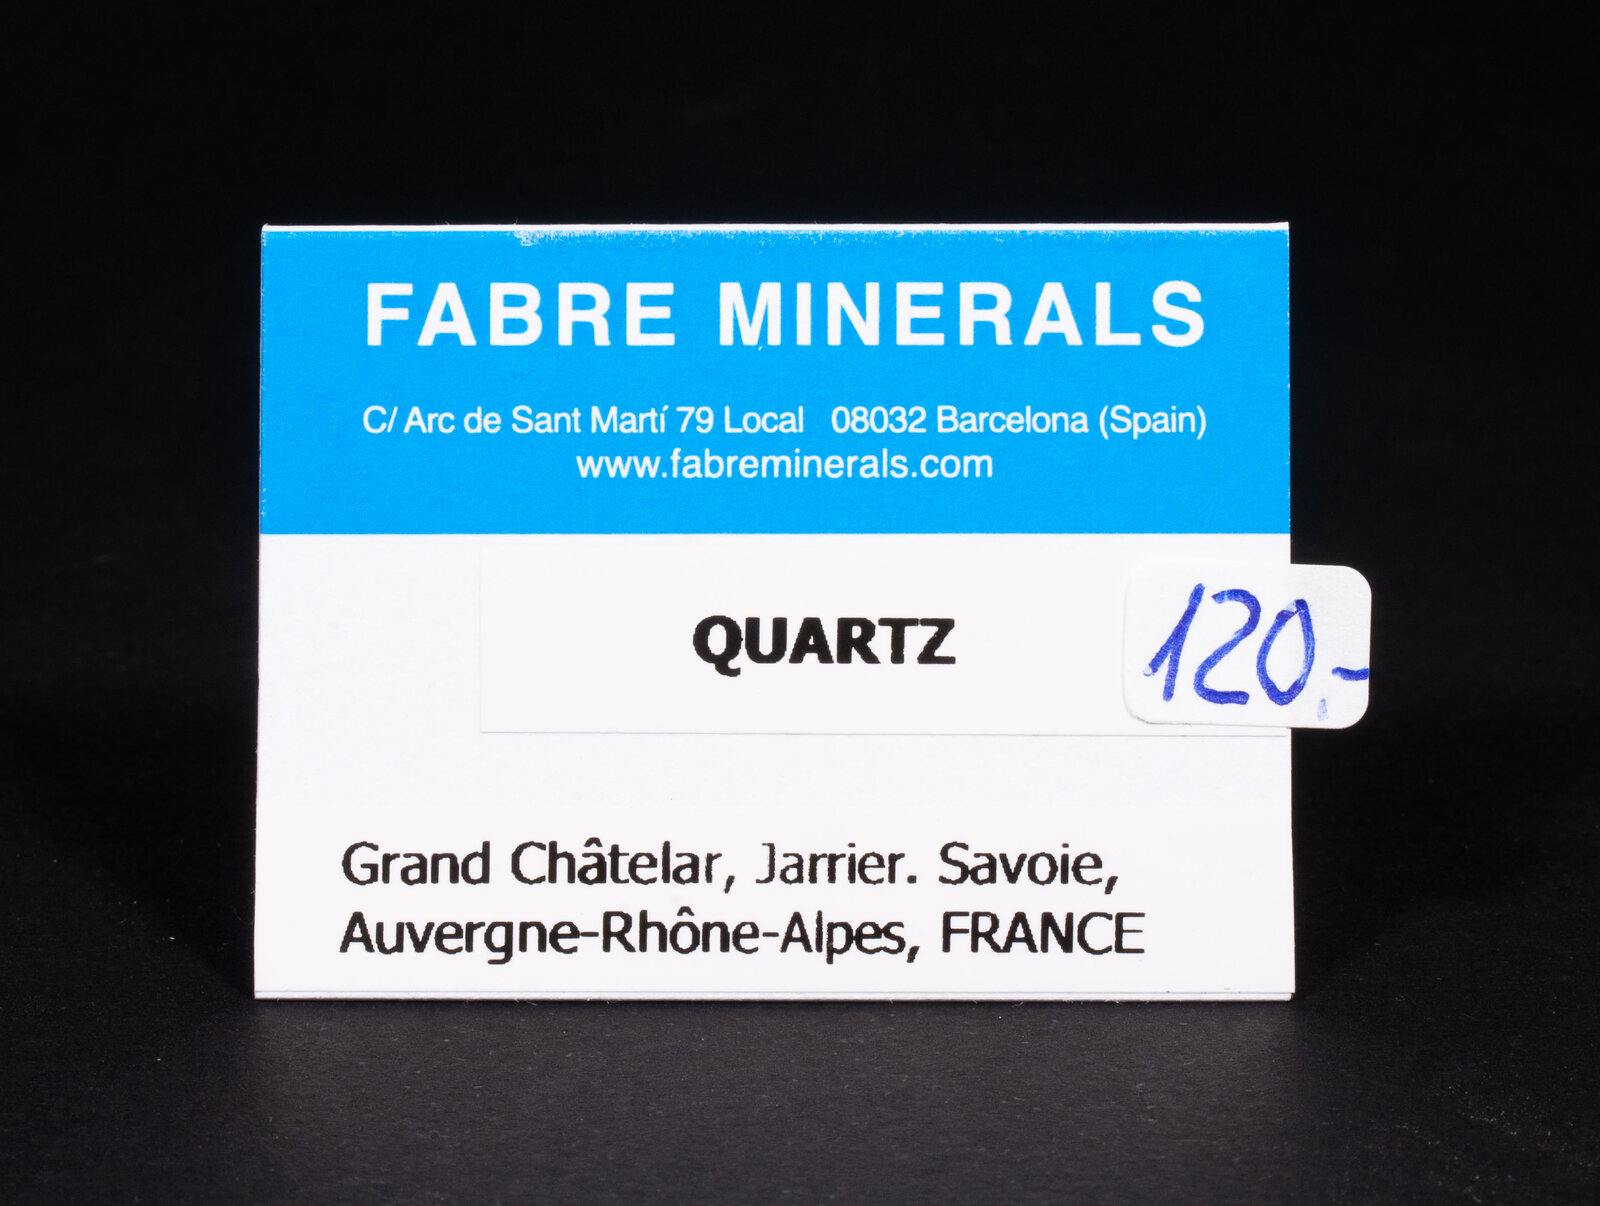 FABRE MINERALS
C/ Arc de Sant Martí 79 Local 08032 Barcelona (Spain)
www.fabreminerals.com
QUARTZ
120,-
Grand Châtelar, Jarrier. Savoie,
Auvergne-Rhône-Alpes, FRANCE